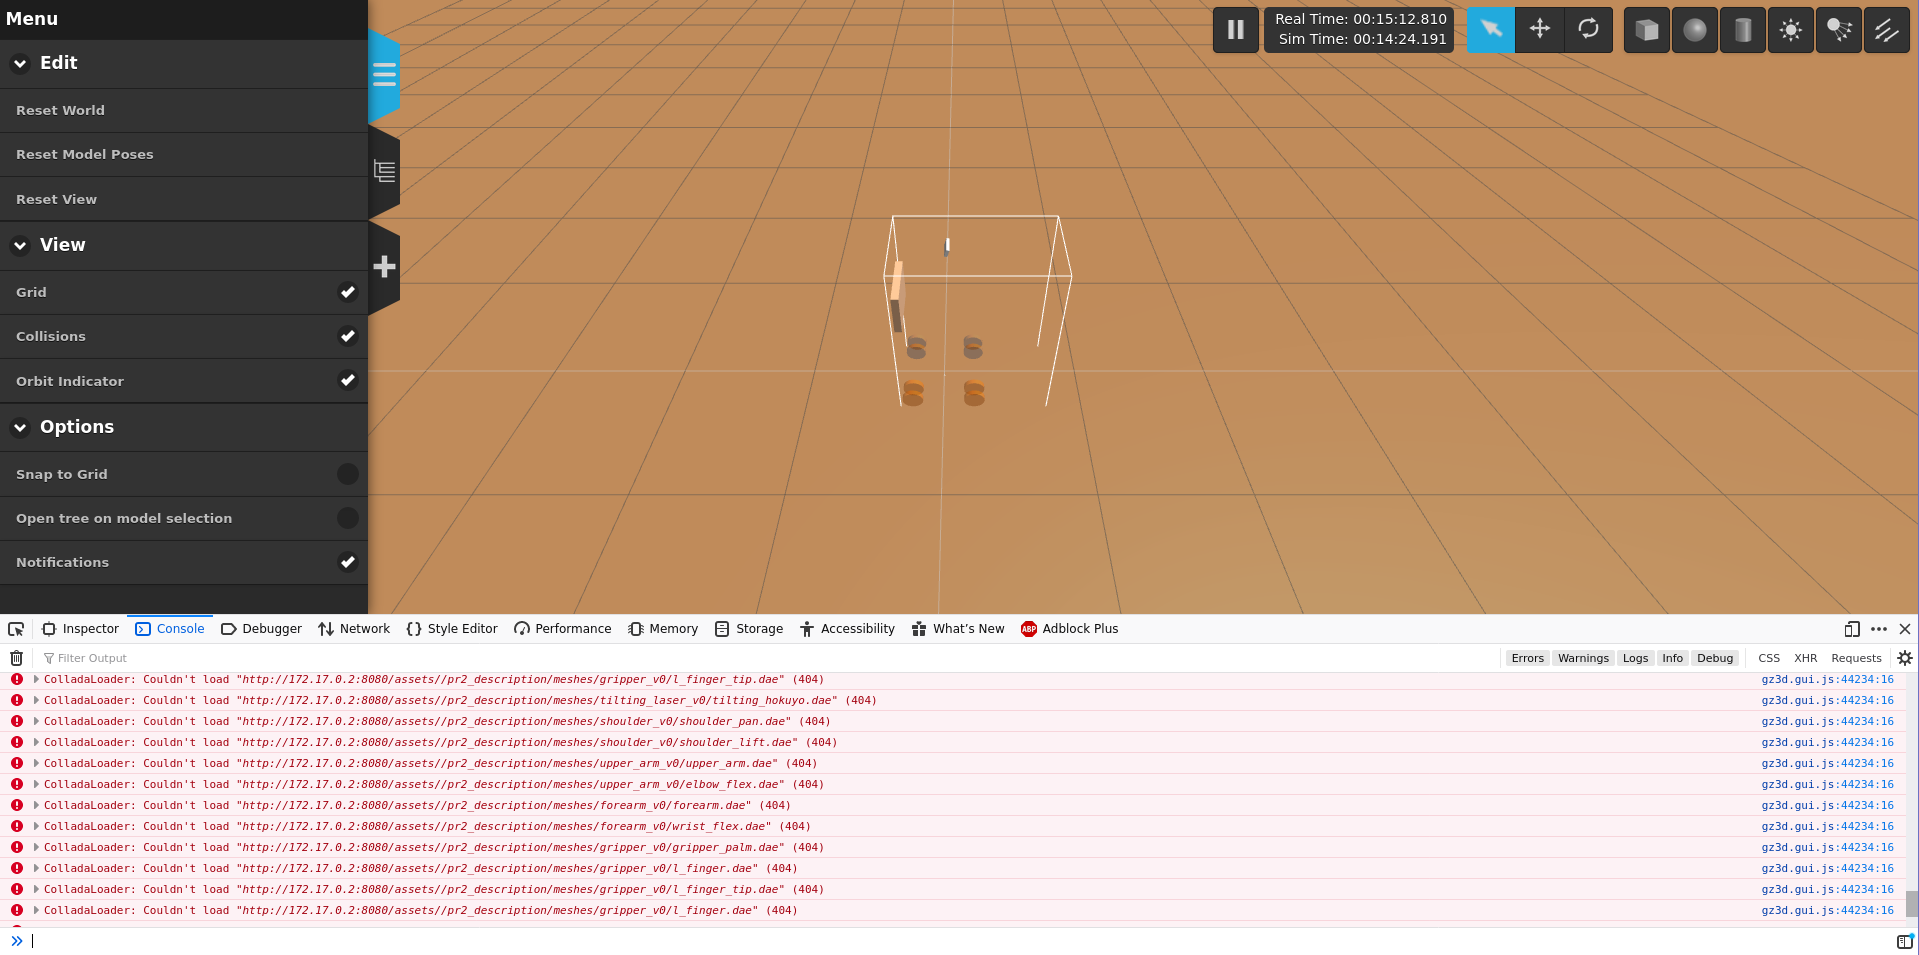 Menu
Edit
Reset World
Reset Model Poses
Reset View
View
Grid
Collisions
Orbit Indicator
Options
Snap to Grid
Open tree on model selection
Notifications
Real Time: 00:15:12.810
Sim Time: 00:14:24.191
Inspector Console Debugger Network Style Editor Performance Memory Storage Accessibility What's New ABP Adblock Plus
Filter Output Errors Warnings Logs Info Debug CSS XHR Requests
ColladaLoader: Couldn't load "http://172.17.0.2:8080/assets//pr2_description/meshes/gripper_v0/l_finger_tip.dae" (404) gz3d.gui.js:44234:16
ColladaLoader: Couldn't load "http://172.17.0.2:8080/assets//pr2_description/meshes/tilting_laser_v0/tilting_hokuyo.dae" (404) gz3d.gui.js:44234:16
ColladaLoader: Couldn't load "http://172.17.0.2:8080/assets//pr2_description/meshes/shoulder_v0/shoulder_pan.dae" (404) gz3d.gui.js:44234:16
ColladaLoader: Couldn't load "http://172.17.0.2:8080/assets//pr2_description/meshes/shoulder_v0/shoulder_lift.dae" (404) gz3d.gui.js:44234:16
ColladaLoader: Couldn't load "http://172.17.0.2:8080/assets//pr2_description/meshes/upper_arm_v0/upper_arm.dae" (404) gz3d.gui.js:44234:16
ColladaLoader: Couldn't load "http://172.17.0.2:8080/assets//pr2_description/meshes/upper_arm_v0/elbow_flex.dae" (404) gz3d.gui.js:44234:16
ColladaLoader: Couldn't load "http://172.17.0.2:8080/assets//pr2_description/meshes/forearm_v0/forearm.dae" (404) gz3d.gui.js:44234:16
ColladaLoader: Couldn't load "http://172.17.0.2:8080/assets//pr2_description/meshes/forearm_v0/wrist_flex.dae" (404) gz3d.gui.js:44234:16
ColladaLoader: Couldn't load "http://172.17.0.2:8080/assets//pr2_description/meshes/gripper_v0/gripper_palm.dae" (404) gz3d.gui.js:44234:16
ColladaLoader: Couldn't load "http://172.17.0.2:8080/assets//pr2_description/meshes/gripper_v0/l_finger.dae" (404) gz3d.gui.js:44234:16
ColladaLoader: Couldn't load "http://172.17.0.2:8080/assets//pr2_description/meshes/gripper_v0/l_finger_tip.dae" (404) gz3d.gui.js:44234:16
ColladaLoader: Couldn't load "http://172.17.0.2:8080/assets//pr2_description/meshes/gripper_v0/l_finger.dae" (404) gz3d.gui.js:44234:16